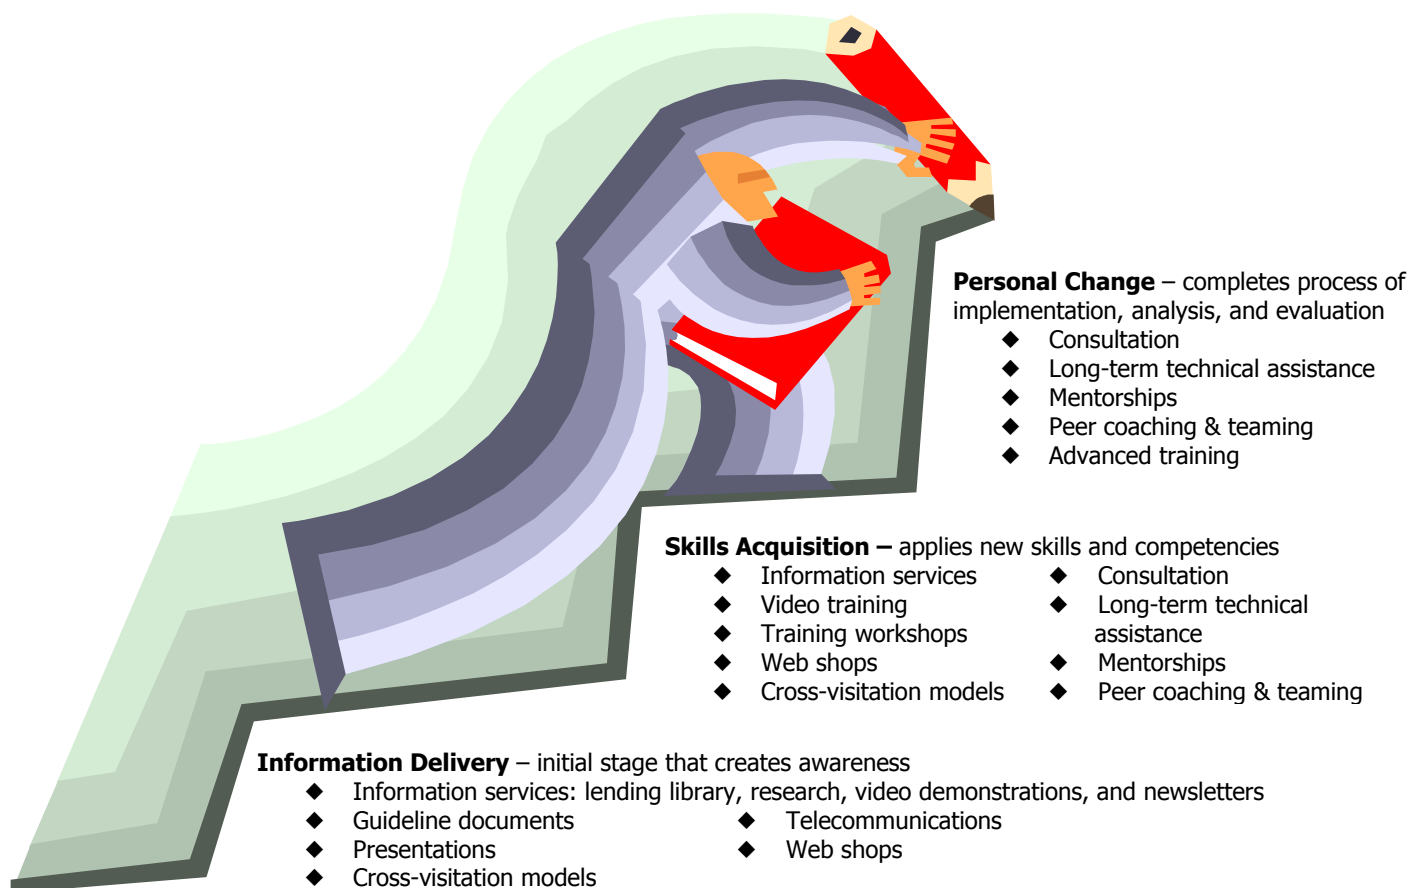 Personal Change – completes process of
implementation, analysis, and evaluation
◆ Consultation
◆ Long-term technical assistance
◆ Mentorships
◆ Peer coaching & teaming
◆ Advanced training
Skills Acquisition – applies new skills and competencies
◆ Information services
◆ Video training
◆ Training workshops
◆ Web shops
◆ Cross-visitation models
◆ Consultation
◆ Long-term technical
assistance
◆ Mentorships
◆ Peer coaching & teaming
Information Delivery – initial stage that creates awareness
◆ Information services: lending library, research, video demonstrations, and newsletters
◆ Guideline documents
◆ Presentations
◆ Cross-visitation models
◆ Telecommunications
◆ Web shops